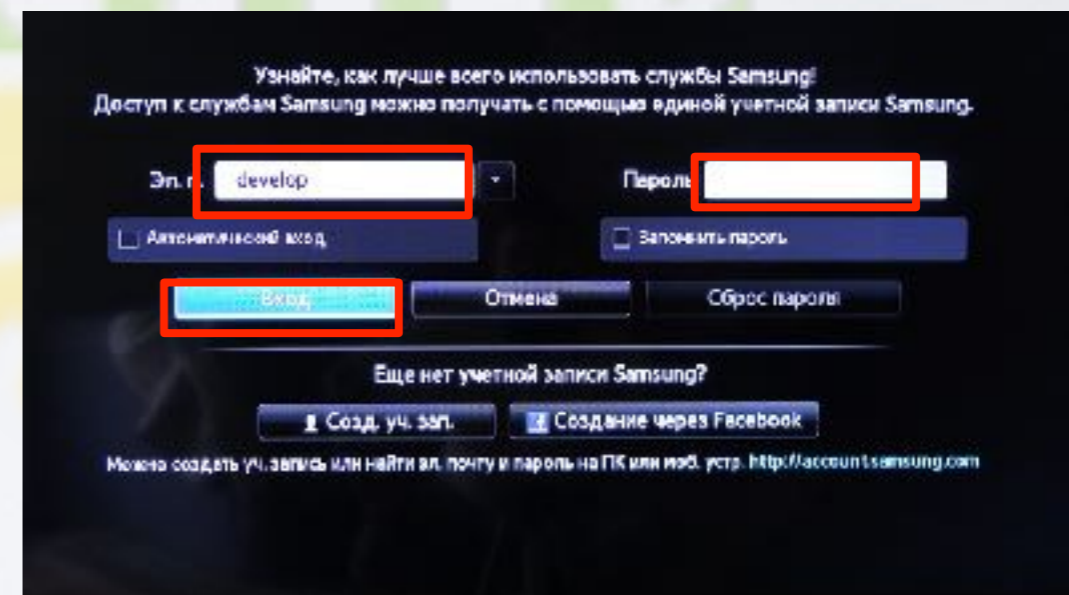 Узнайте, как лучше всего использовать службы Samsung!
Доступ к службам Samsung можно получать с помощью единой учетной записи Samsung.
Эл. п. develop Пароль
Автоматический вход Запомнить пароль
Вход Отмена Сброс пароля
Еще нет учетной записи Samsung?
Созд. уч. зап. Создание через Facebook
Можно создать уч. запись или найти эл. почту и пароль на ПК или моб. устр. http://account.samsung.com